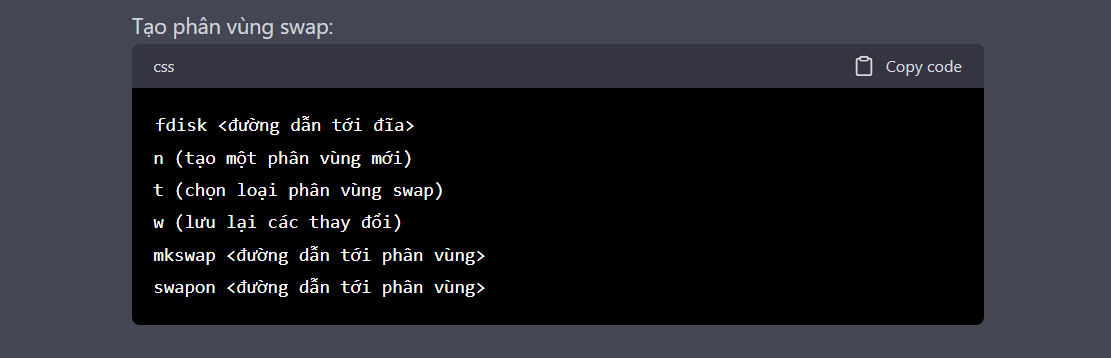 Tạo phân vùng swap:
css Copy code
fdisk <đường dẫn tới đĩa>
n (tạo một phân vùng mới)
t (chọn loại phân vùng swap)
w (lưu lại các thay đổi)
mkswap <đường dẫn tới phân vùng>
swapon <đường dẫn tới phân vùng>